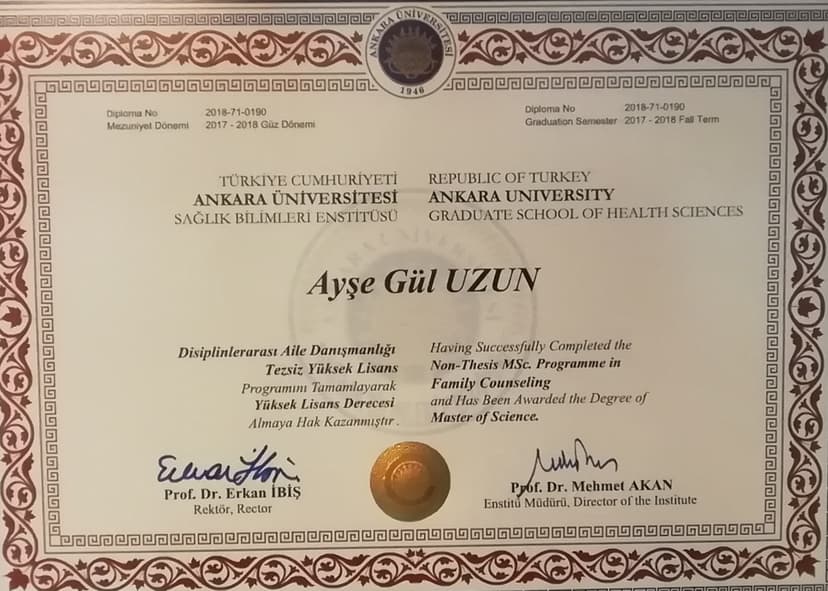 ANKARA ÜNİVERSİTESİ
1946
Diploma No 2018-71-0190
Mezuniyet Dönemi 2017 - 2018 Güz Dönemi
Diploma No 2018-71-0190
Graduation Semester 2017 - 2018 Fall Term
TÜRKİYE CUMHURİYETİ
ANKARA ÜNİVERSİTESİ
SAĞLIK BİLİMLERİ ENSTİTÜSÜ
REPUBLIC OF TURKEY
ANKARA UNIVERSITY
GRADUATE SCHOOL OF HEALTH SCIENCES
Ayşe Gül UZUN
Disiplinlerarası Aile Danışmanlığı
Tezsiz Yüksek Lisans
Programını Tamamlayarak
Yüksek Lisans Derecesi
Almaya Hak Kazanmıştır .
Having Successfully Completed the
Non-Thesis MSc. Programme in
Family Counseling
and Has Been Awarded the Degree of
Master of Science.
Prof. Dr. Erkan İBİŞ
Rektör, Rector
Prof. Dr. Mehmet AKAN
Enstitü Müdürü, Director of the Institute